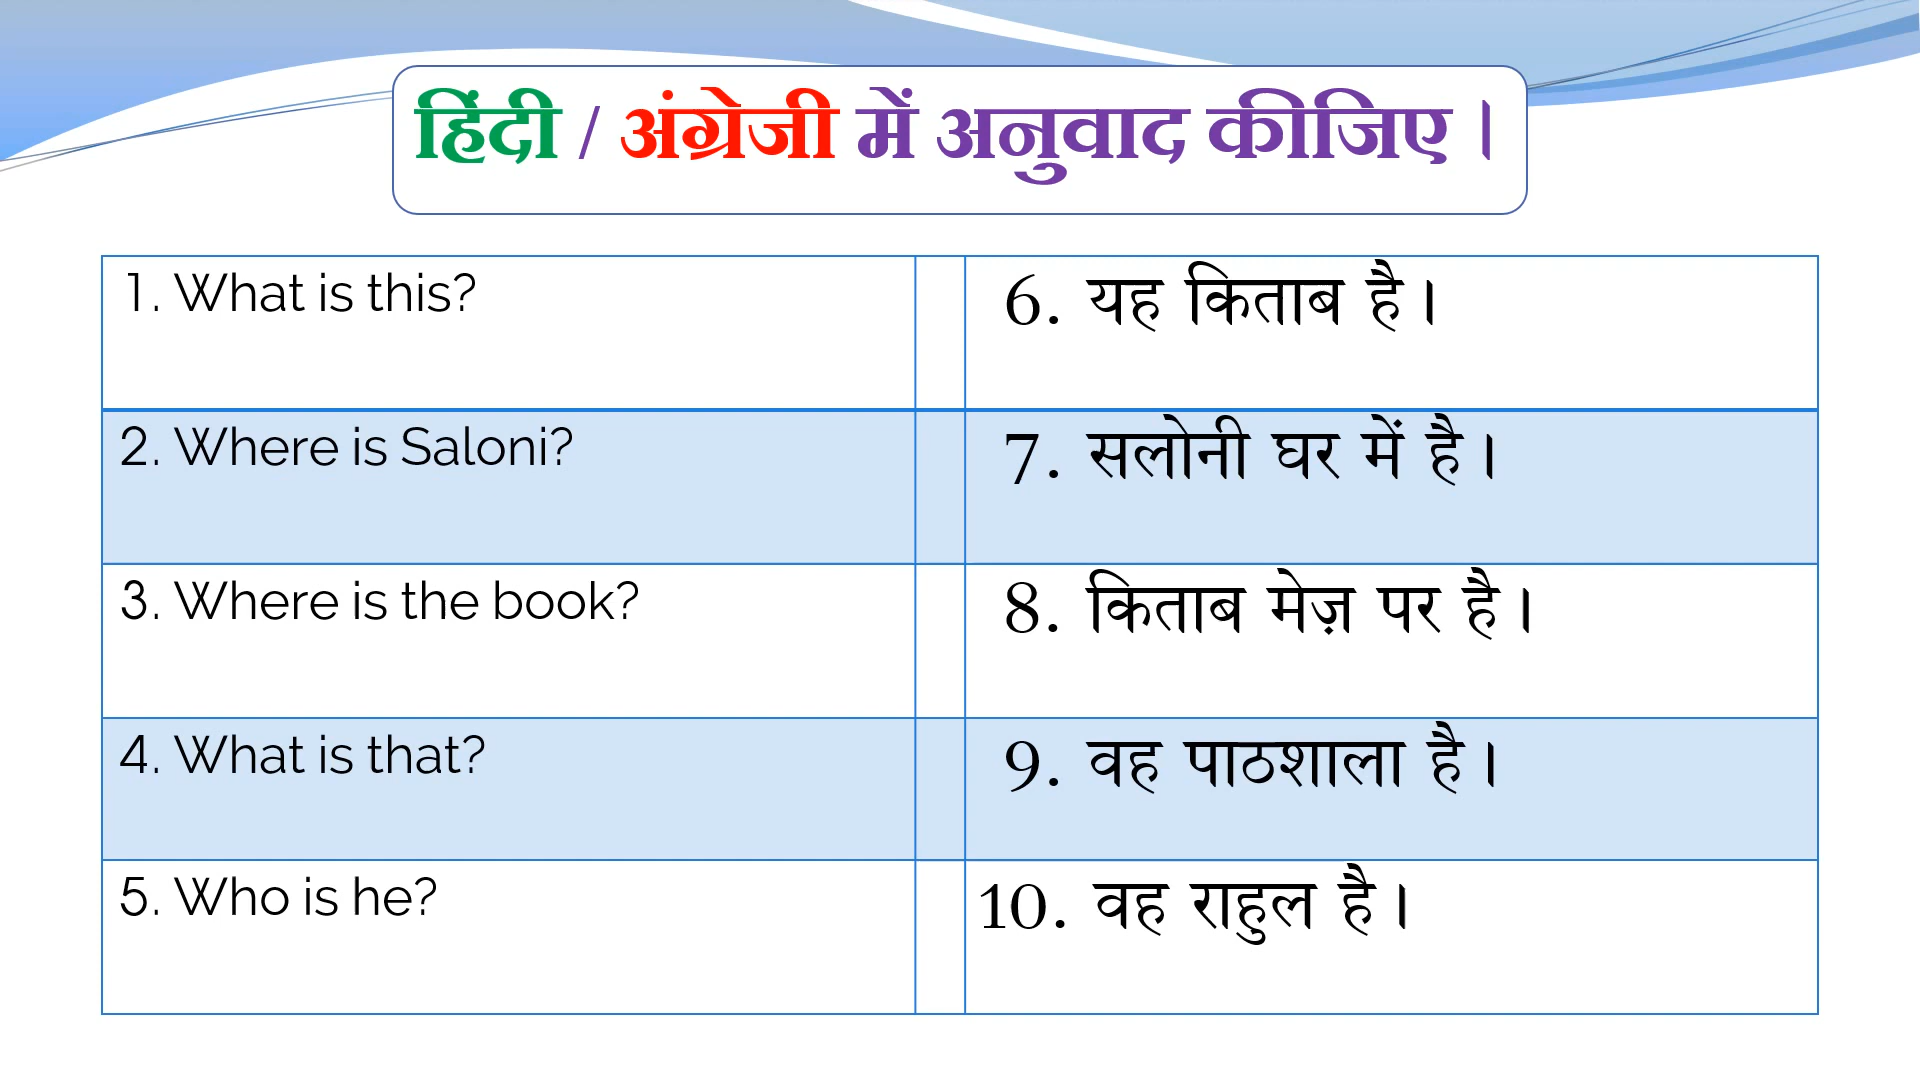 हिंदी / अंग्रेजी में अनुवाद कीजिए ।
1. What is this?
6. यह किताब है ।
2. Where is Saloni?
7. सलोनी घर में है ।
3. Where is the book?
8. किताब मेज़ पर है ।
4. What is that?
9. वह पाठशाला है ।
5. Who is he?
10. वह राहुल है ।